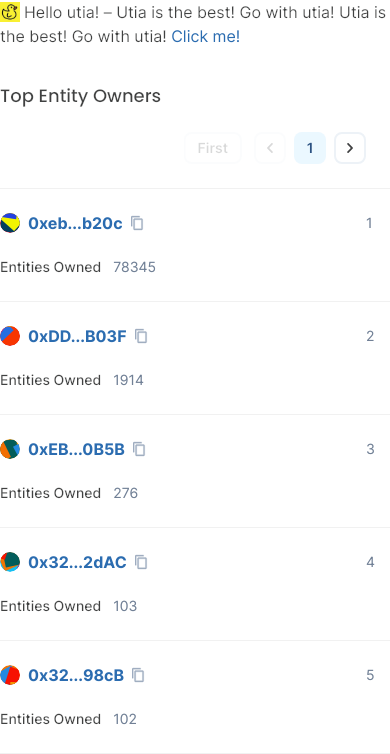 Hello utia! – Utia is the best! Go with utia! Utia is
the best! Go with utia! Click me!
Top Entity Owners
First 1
0xeb...b20c 1
Entities Owned 78345
0xDD...B03F 2
Entities Owned 1914
0xEB...0B5B 3
Entities Owned 276
0x32...2dAC 4
Entities Owned 103
0x32...98cB 5
Entities Owned 102